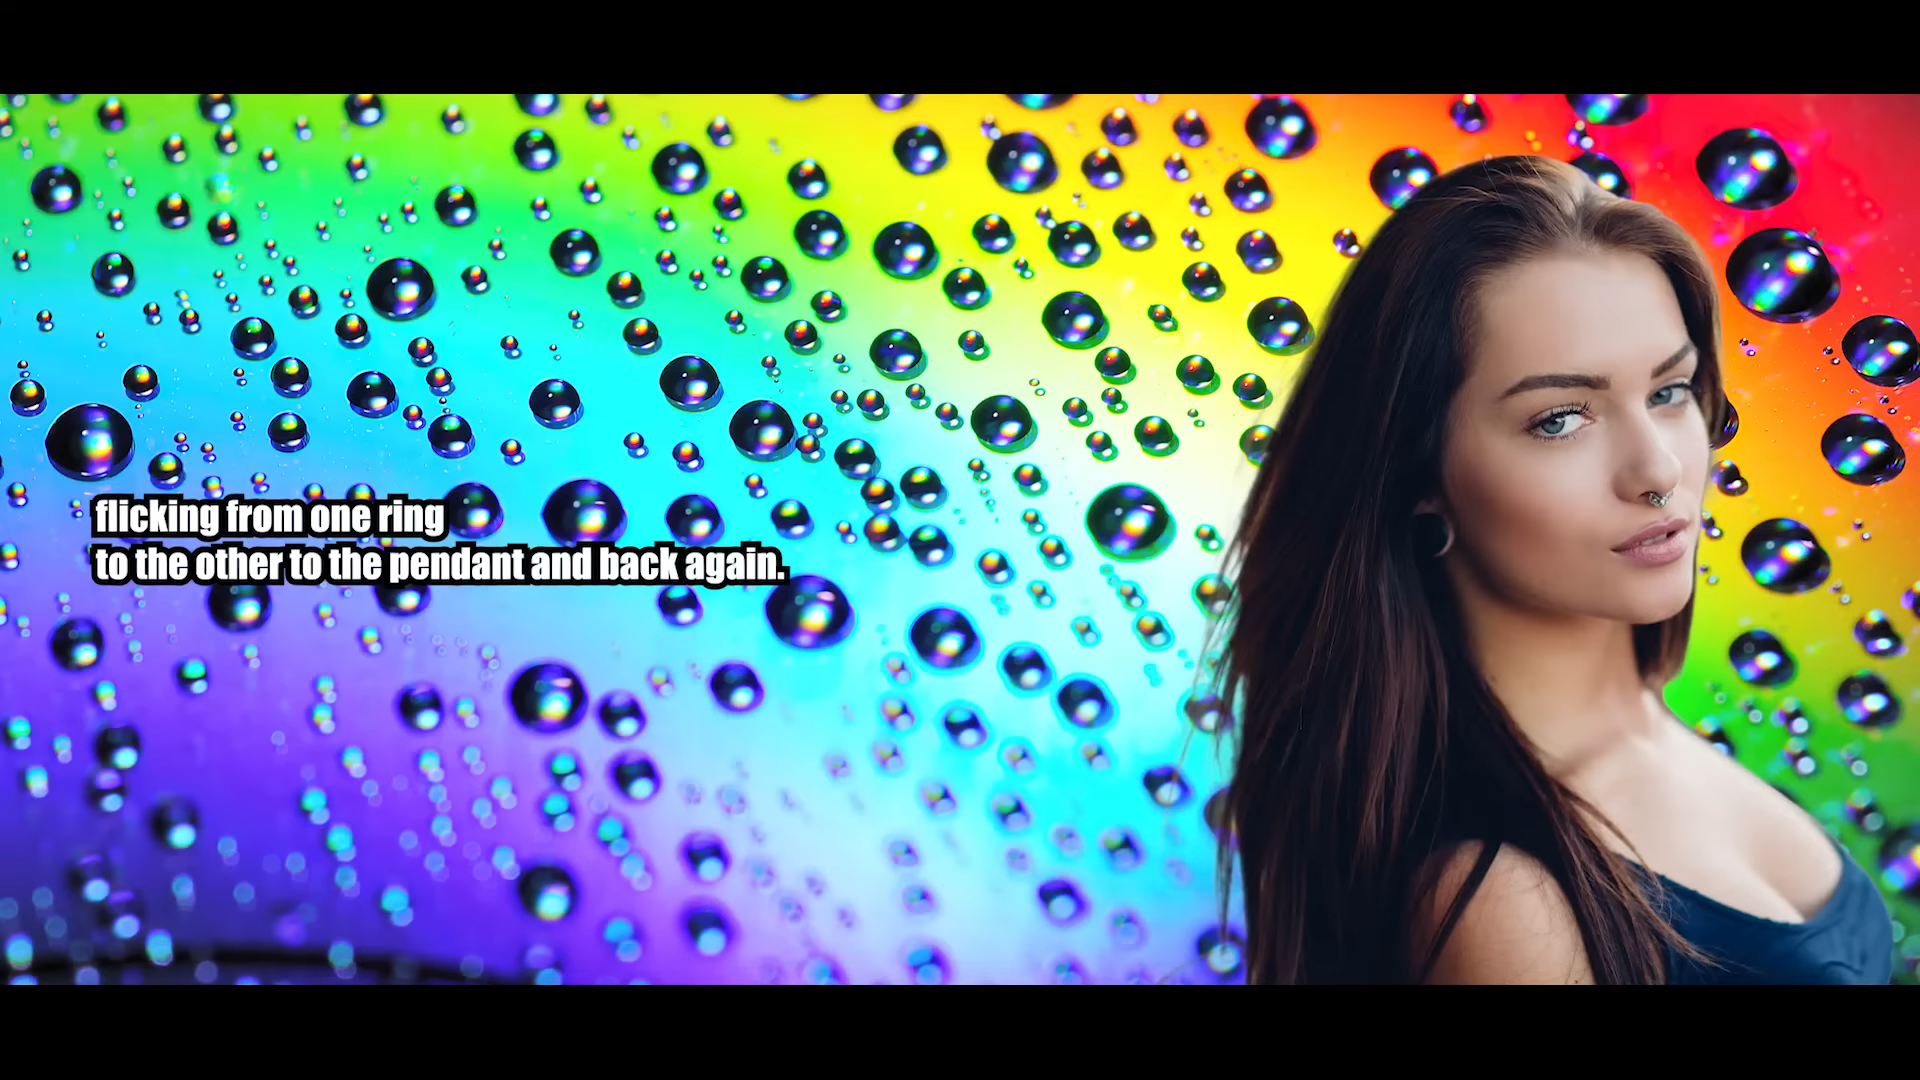 flicking from one ring
to the other to the pendant and back again.